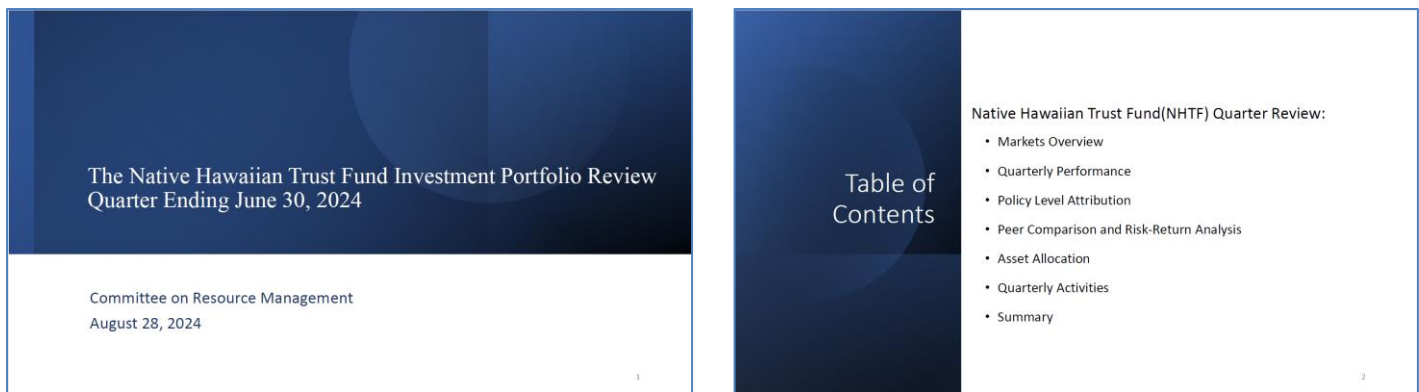 The Native Hawaiian Trust Fund Investment Portfolio Review
Quarter Ending June 30, 2024
Committee on Resource Management
August 28, 2024
1
Table of
Contents
Native Hawaiian Trust Fund(NHTF) Quarter Review:
• Markets Overview
• Quarterly Performance
• Policy Level Attribution
• Peer Comparison and Risk-Return Analysis
• Asset Allocation
• Quarterly Activities
• Summary
2